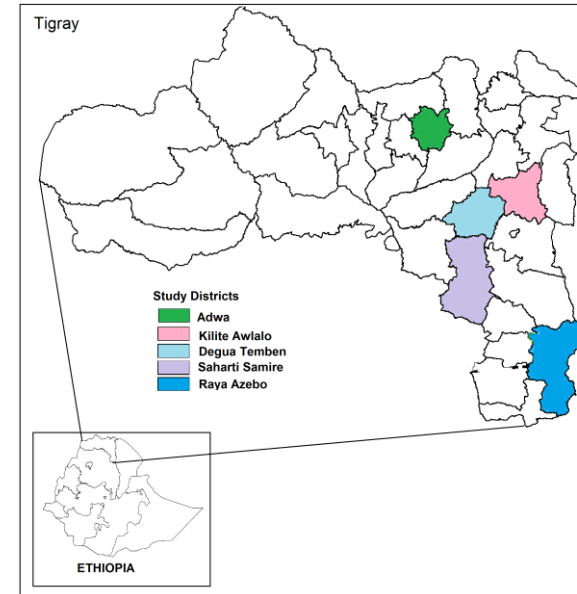 Tigray
Study Districts
Adwa
Kilite Awlalo
Degua Temben
Saharti Samire
Raya Azebo
ETHIOPIA